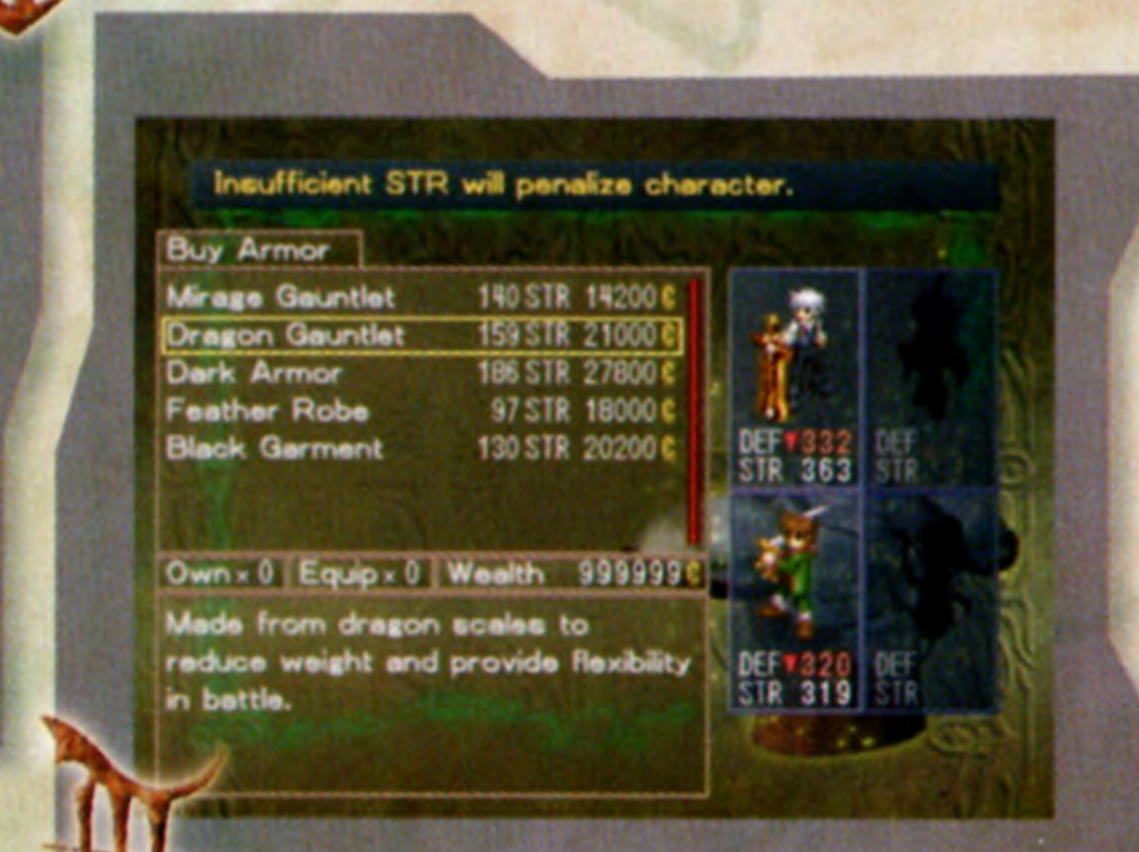 Insufficient STR will penalize character.
Buy Armor
Mirage Gauntlet 140 STR 14200 C
Dragon Gauntlet 159 STR 21000 C
Dark Armor 186 STR 27800 C
Feather Robe 97 STR 18000 C
Black Garment 130 STR 20200 C
DEF ▼332 DEF
STR 363 STR
Own x 0 Equip x 0 Wealth 999999 C
Made from dragon scales to
reduce weight and provide flexibility
in battle.
DEF ▼320 DEF
STR 319 STR